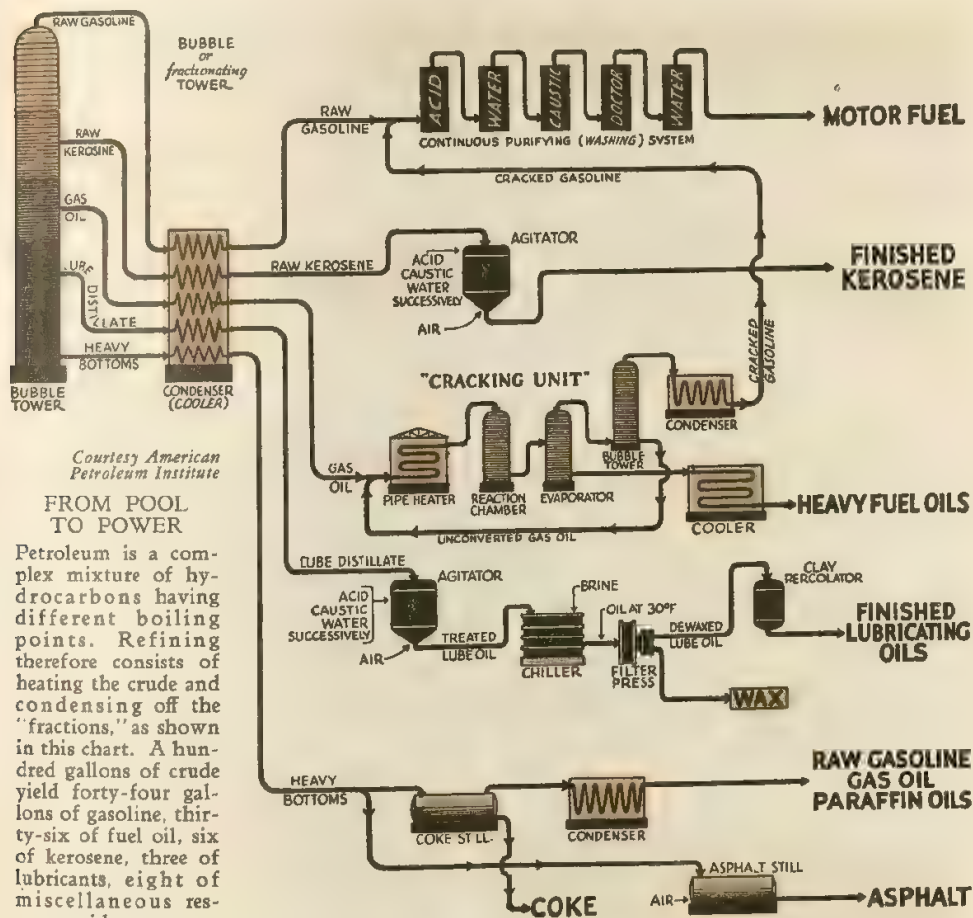 RAW GASOLINE
BUBBLE
or
fractionating
TOWER
RAW
KEROSINE
GAS
OIL
LUBE DISTILLATE
HEAVY
BOTTOMS
BUBBLE
TOWER
CONDENSER
(COOLER)
RAW
GASOLINE
ACID
WATER
CAUSTIC
DOCTOR
WATER
CONTINUOUS PURIFYING (WASHING) SYSTEM
MOTOR FUEL
CRACKED GASOLINE
RAW KEROSENE
AGITATOR
ACID
CAUSTIC
WATER
SUCCESSIVELY
AIR
FINISHED
KEROSENE
CRACKED
GASOLINE
"CRACKING UNIT"
GAS
OIL
PIPE HEATER
REACTION
CHAMBER
EVAPORATOR
BUBBLE
TOWER
CONDENSER
COOLER
HEAVY FUEL OILS
UNCONVERTED GAS OIL
LUBE DISTILLATE
AGITATOR
ACID
CAUSTIC
WATER
SUCCESSIVELY
AIR
TREATED
LUBE OIL
BRINE
CHILLER
OIL AT 30°F
FILTER
PRESS
DEWAXED
LUBE OIL
CLAY
PERCOLATOR
FINISHED
LUBRICATING
OILS
WAX
HEAVY
BOTTOMS
COKE STILL
CONDENSER
RAW GASOLINE
GAS OIL
PARAFFIN OILS
COKE
ASPHALT STILL
AIR
ASPHALT
Courtesy American
Petroleum Institute
FROM POOL
TO POWER
Petroleum is a com-
plex mixture of hy-
drocarbons having
different boiling
points. Refining
therefore consists of
heating the crude and
condensing off the
"fractions," as shown
in this chart. A hun-
dred gallons of crude
yield forty-four gal-
lons of gasoline, thir-
ty-six of fuel oil, six
of kerosene, three of
lubricants, eight of
miscellaneous res-